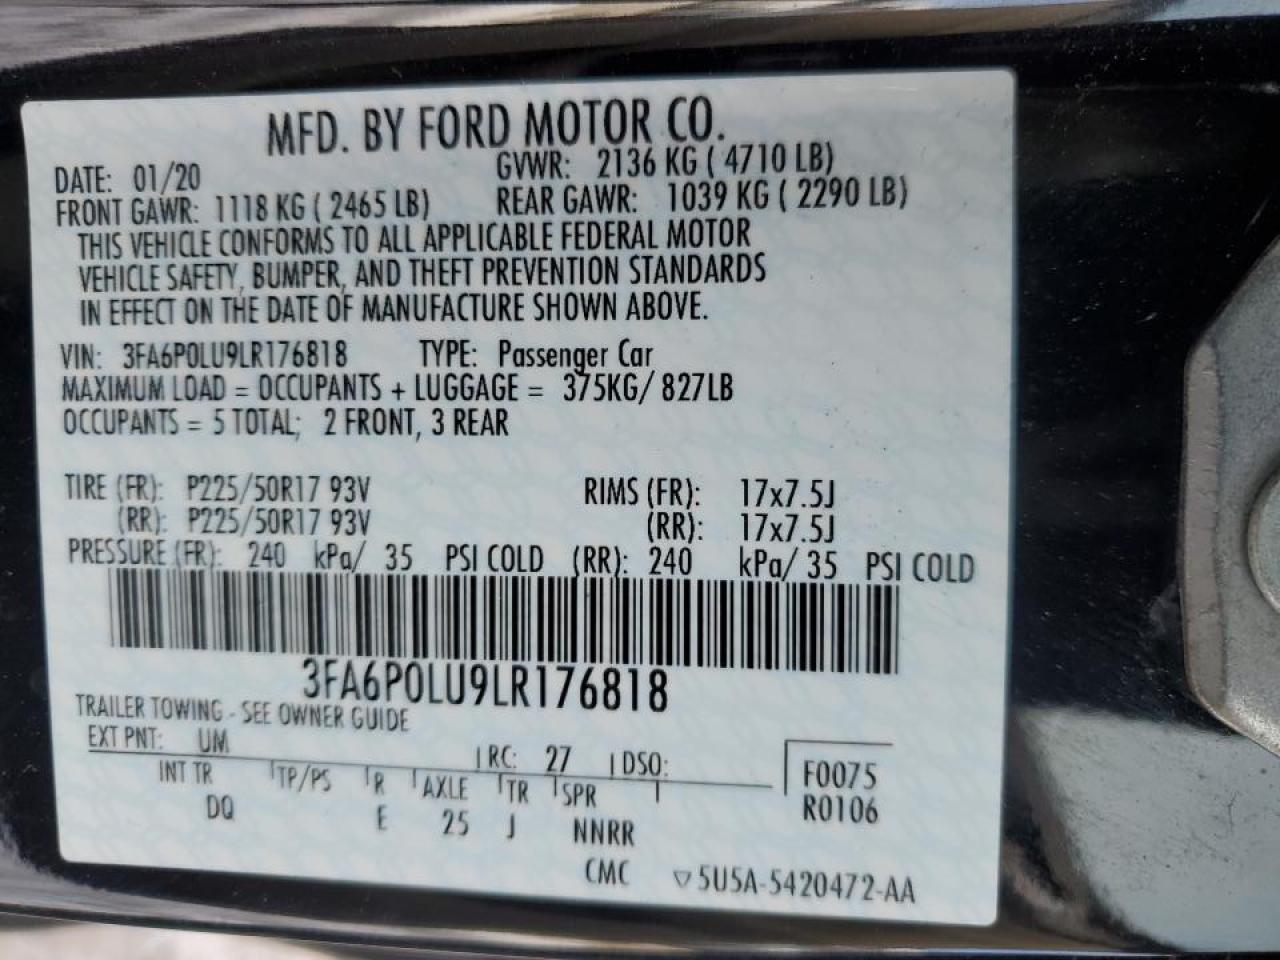 MFD. BY FORD MOTOR CO.
DATE: 01/20 GVWR: 2136 KG ( 4710 LB)
FRONT GAWR: 1118 KG ( 2465 LB) REAR GAWR: 1039 KG ( 2290 LB)
THIS VEHICLE CONFORMS TO ALL APPLICABLE FEDERAL MOTOR
VEHICLE SAFETY, BUMPER, AND THEFT PREVENTION STANDARDS
IN EFFECT ON THE DATE OF MANUFACTURE SHOWN ABOVE.
VIN: 3FA6P0LU9LR176818 TYPE: Passenger Car
MAXIMUM LOAD = OCCUPANTS + LUGGAGE = 375KG/ 827LB
OCCUPANTS = 5 TOTAL; 2 FRONT, 3 REAR
TIRE (FR): P225/50R17 93V RIMS (FR): 17x7.5J
(RR): P225/50R17 93V (RR): 17x7.5J
PRESSURE (FR): 240 kPa/ 35 PSI COLD (RR): 240 kPa/ 35 PSI COLD
3FA6P0LU9LR176818
TRAILER TOWING - SEE OWNER GUIDE
EXT PNT: UM RC: 27 DSO: F0075
INT TR TP/PS R AXLE TR SPR R0106
DQ E 25 J NNRR
CMC ▽5U5A-5420472-AA